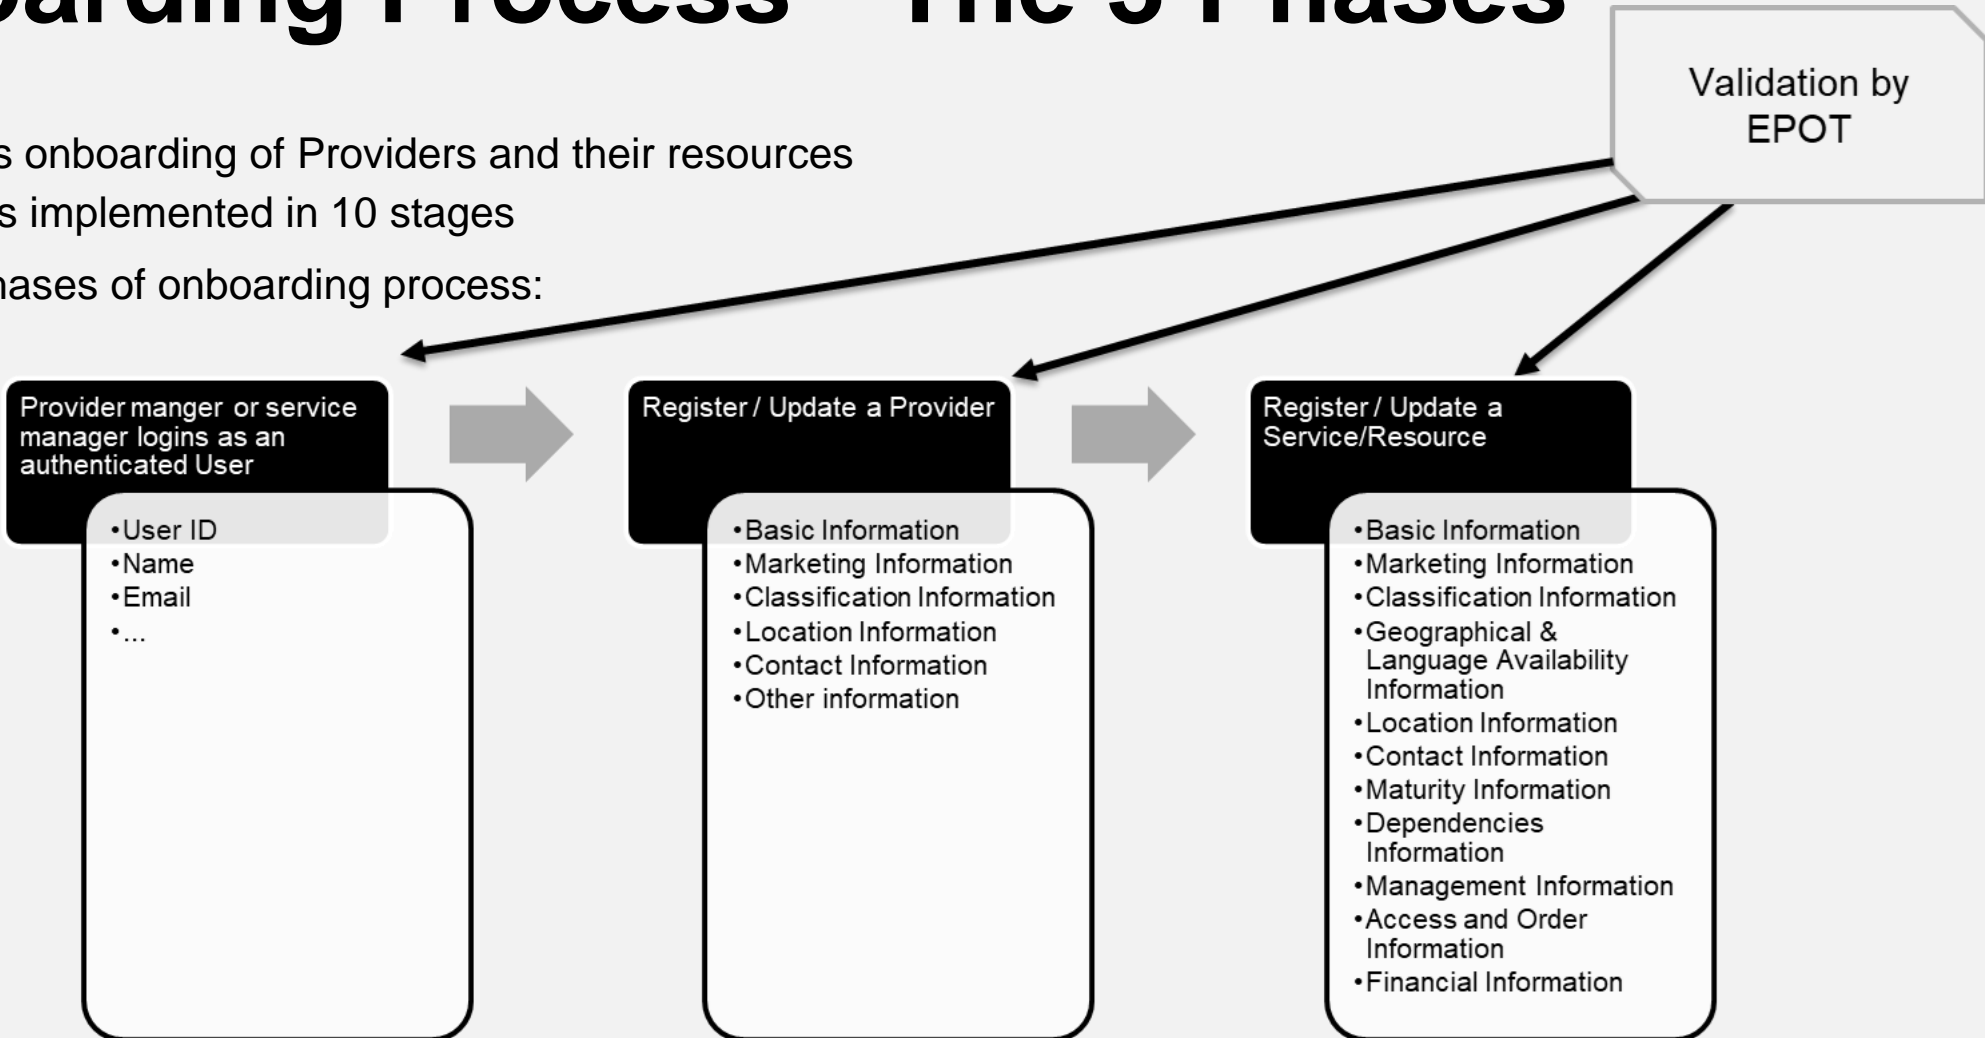 arding Process – The 3 Phases
Validation by
EPOT
s onboarding of Providers and their resources
s implemented in 10 stages
hases of onboarding process:
Provider manger or service
manager logins as an
authenticated User
•User ID
•Name
•Email
•...
Register / Update a Provider
•Basic Information
•Marketing Information
•Classification Information
•Location Information
•Contact Information
•Other information
Register / Update a
Service/Resource
•Basic Information
•Marketing Information
•Classification Information
•Geographical &
Language Availability
Information
•Location Information
•Contact Information
•Maturity Information
•Dependencies
Information
•Management Information
•Access and Order
Information
•Financial Information